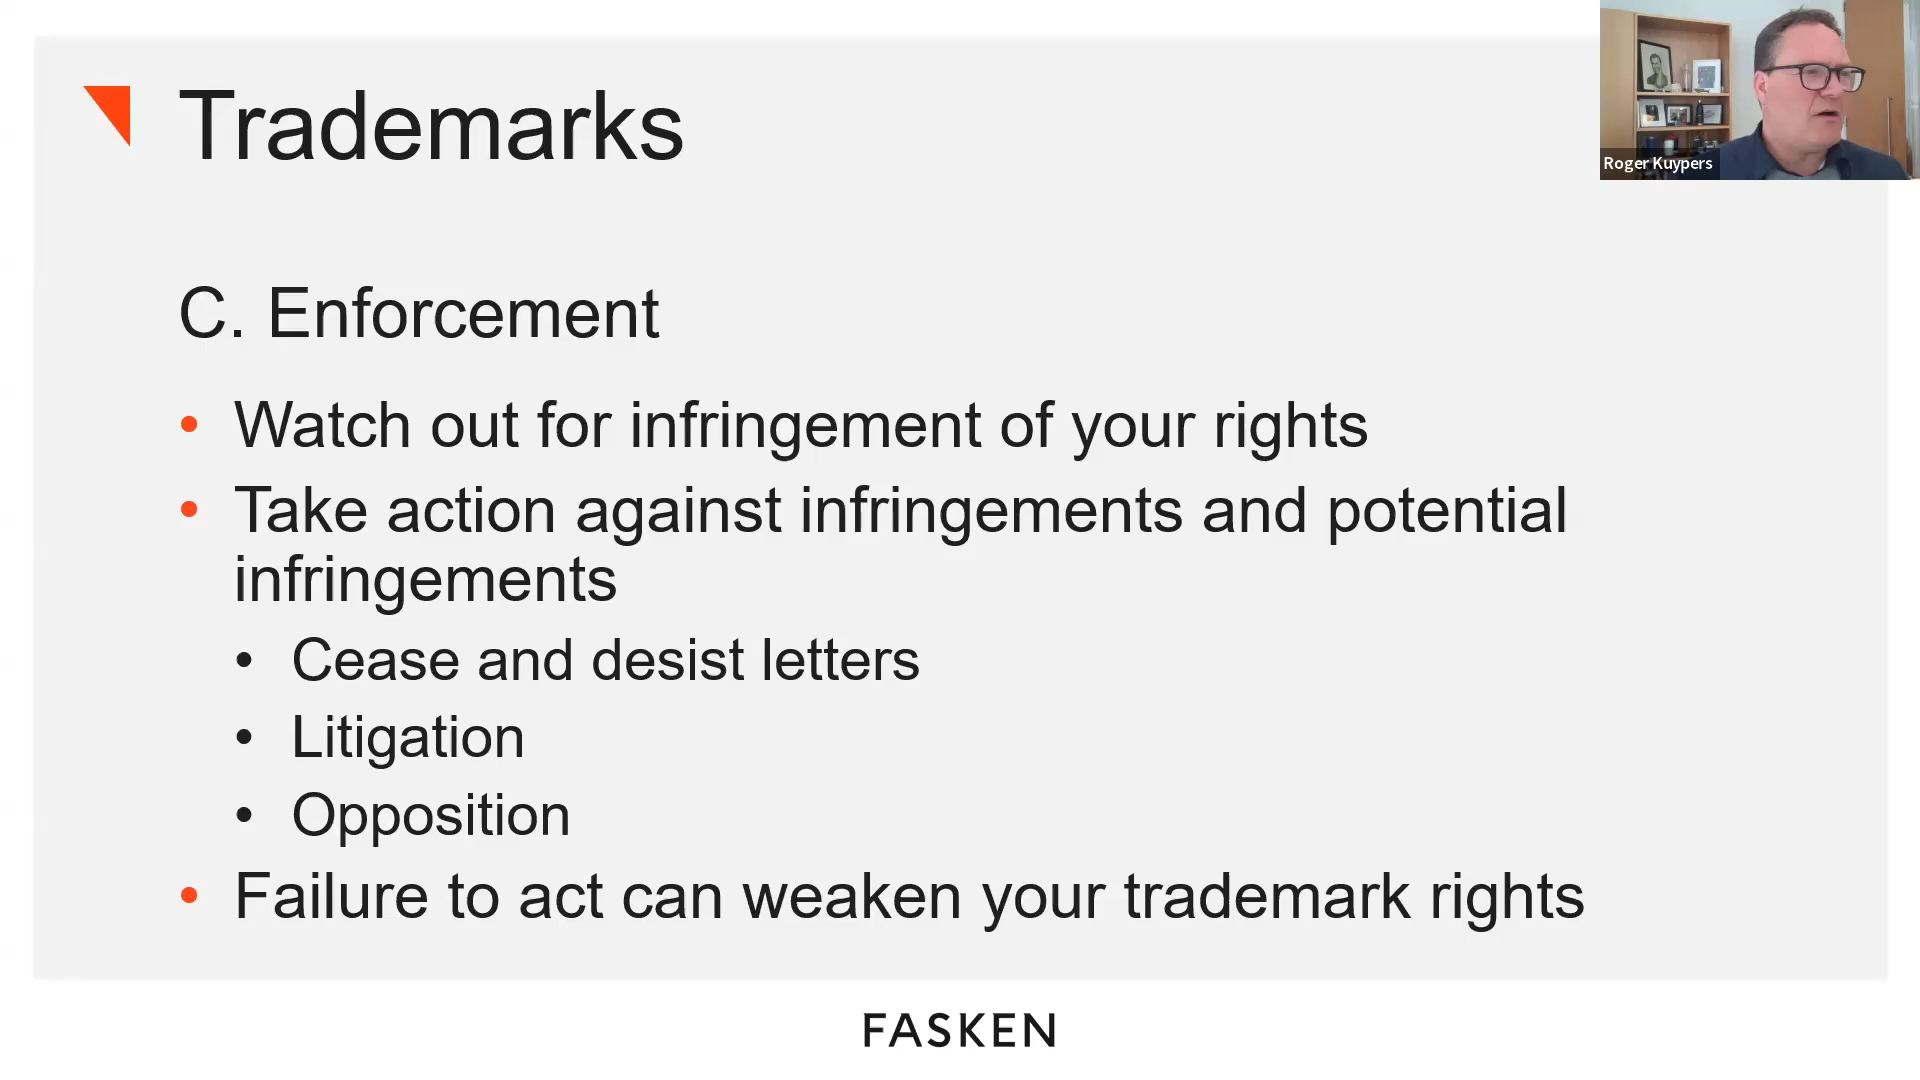 Trademarks
Roger Kuypers
C. Enforcement
• Watch out for infringement of your rights
• Take action against infringements and potential
infringements
• Cease and desist letters
• Litigation
• Opposition
• Failure to act can weaken your trademark rights
FASKEN